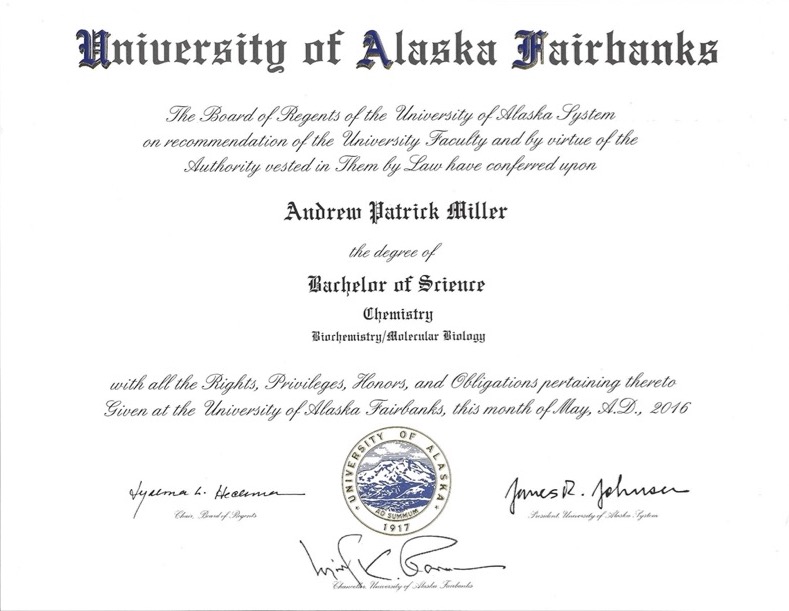 University of Alaska Fairbanks
The Board of Regents of the University of Alaska System
on recommendation of the University Faculty and by virtue of the
Authority vested in Them by Law have conferred upon
Andrew Patrick Miller
the degree of
Bachelor of Science
Chemistry
Biochemistry/Molecular Biology
with all the Rights, Privileges, Honors, and Obligations pertaining thereto
Given at the University of Alaska Fairbanks, this month of May, A.D., 2016
UNIVERSITY OF ALASKA
AD SUMMUM
1917
James R. Johnsen
Chair, Board of Regents
President, University of Alaska System
Chancellor, University of Alaska Fairbanks